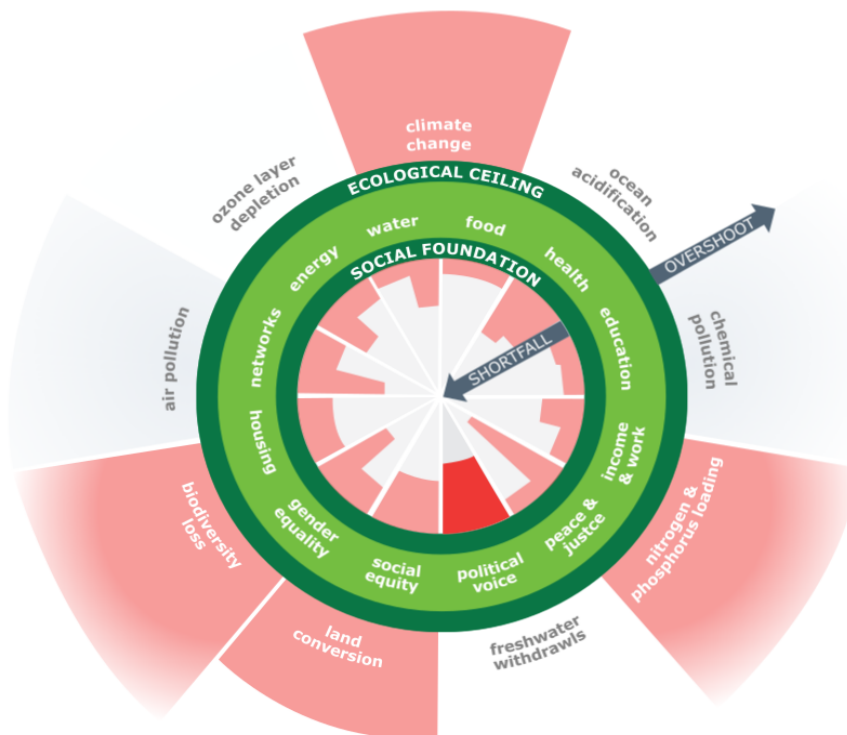 climate
change
ozone layer
depletion
ocean
acidification
ECOLOGICAL CEILING
OVERSHOOT
water
food
energy
health
SOCIAL FOUNDATION
SHORTFALL
air pollution
networks
education
chemical
pollution
housing
income
& work
biodiversity
loss
gender
equality
social
equity
political
voice
peace &
justce
nitrogen &
phosphorus loading
land
conversion
freshwater
withdrawls